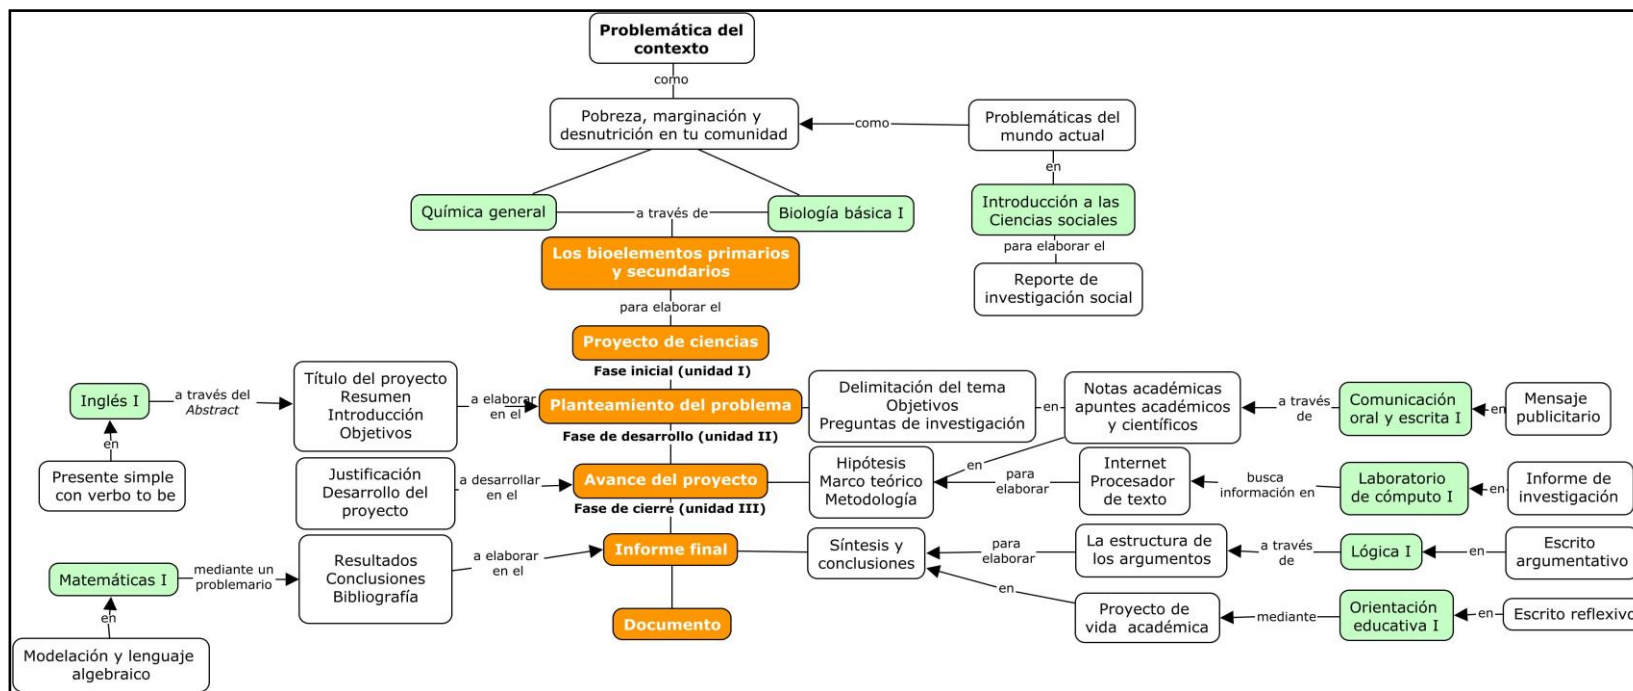 Problemática del
contexto
como
Pobreza, marginación y
desnutrición en tu comunidad
como
Problemáticas del
mundo actual
en
Química general
a través de
Biología básica I
Introducción a las
Ciencias sociales
para elaborar el
Los bioelementos primarios
y secundarios
Reporte de
investigación social
para elaborar el
Proyecto de ciencias
Fase inicial (unidad I)
Inglés I
a través del
Abstract
Título del proyecto
Resumen
Introducción
Objetivos
a elaborar
en el
Planteamiento del problema
Delimitación del tema
Objetivos
Preguntas de investigación
en
Notas académicas
apuntes académicos
y científicos
a través
de
Comunicación
oral y escrita I
en
Mensaje
publicitario
Fase de desarrollo (unidad II)
en
Presente simple
con verbo to be
Justificación
Desarrollo del
proyecto
a desarrollar
en el
Avance del proyecto
Hipótesis
Marco teórico
Metodología
en
para
elaborar
Internet
Procesador
de texto
busca
información en
Laboratorio
de cómputo I
en
Informe de
investigación
Fase de cierre (unidad III)
Matemáticas I
mediante un
problemario
Resultados
Conclusiones
Bibliografía
a elaborar
en el
Informe final
Síntesis y
conclusiones
para
elaborar
La estructura de
los argumentos
a través
de
Lógica I
en
Escrito
argumentativo
en
en
Modelación y lenguaje
algebraico
Documento
Proyecto de
vida académica
mediante
Orientación
educativa I
en
Escrito reflexivo